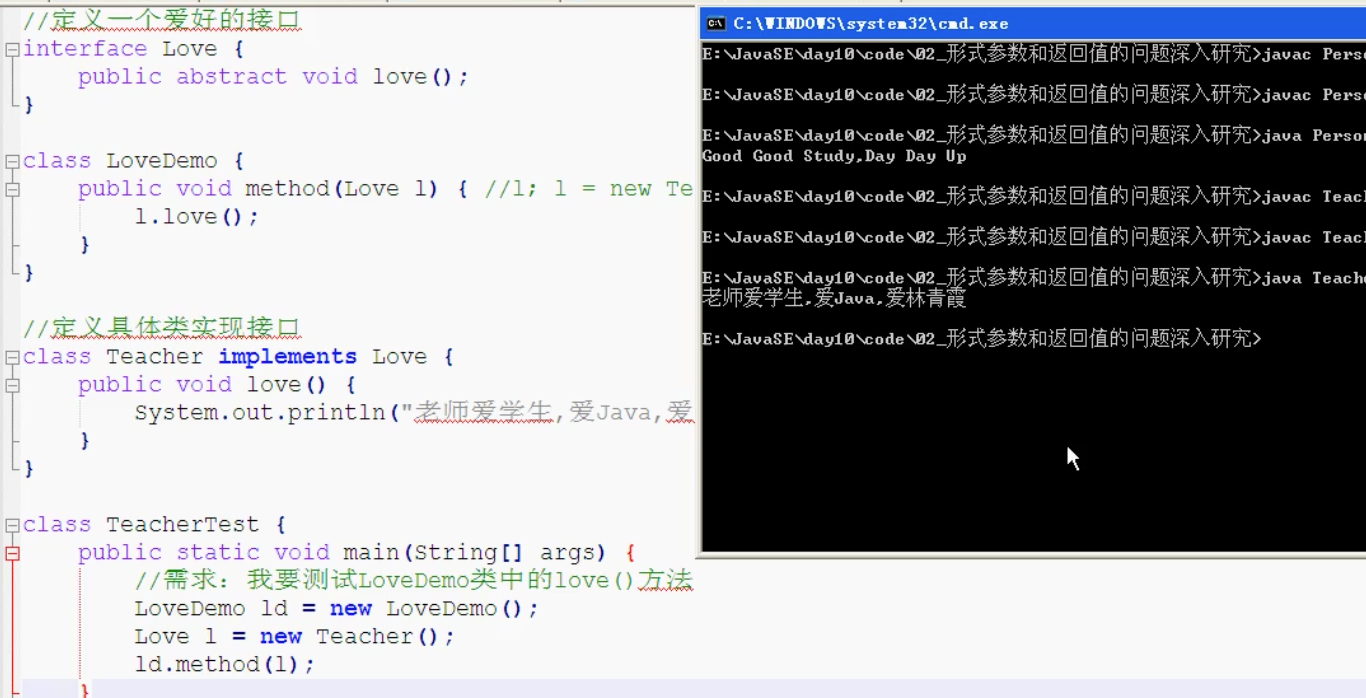 //定义一个爱好的接口
interface Love {
public abstract void love();
}
class LoveDemo {
public void method(Love l) { //l; l = new Te
l.love();
}
}
//定义具体类实现接口
class Teacher implements Love {
public void love() {
System.out.println("老师爱学生,爱Java,爱
}
}
class TeacherTest {
public static void main(String[] args) {
//需求：我要测试LoveDemo类中的love()方法
LoveDemo ld = new LoveDemo();
Love l = new Teacher();
ld.method(l);
}
C:\WINDOWS\system32\cmd.exe
E:\JavaSE\day10\code\02_形式参数和返回值的问题深入研究>javac Perso
E:\JavaSE\day10\code\02_形式参数和返回值的问题深入研究>javac Perso
E:\JavaSE\day10\code\02_形式参数和返回值的问题深入研究>java Person
Good Good Study,Day Day Up
E:\JavaSE\day10\code\02_形式参数和返回值的问题深入研究>javac Teach
E:\JavaSE\day10\code\02_形式参数和返回值的问题深入研究>javac Teach
E:\JavaSE\day10\code\02_形式参数和返回值的问题深入研究>java Teache
老师爱学生,爱Java,爱林青霞
E:\JavaSE\day10\code\02_形式参数和返回值的问题深入研究>